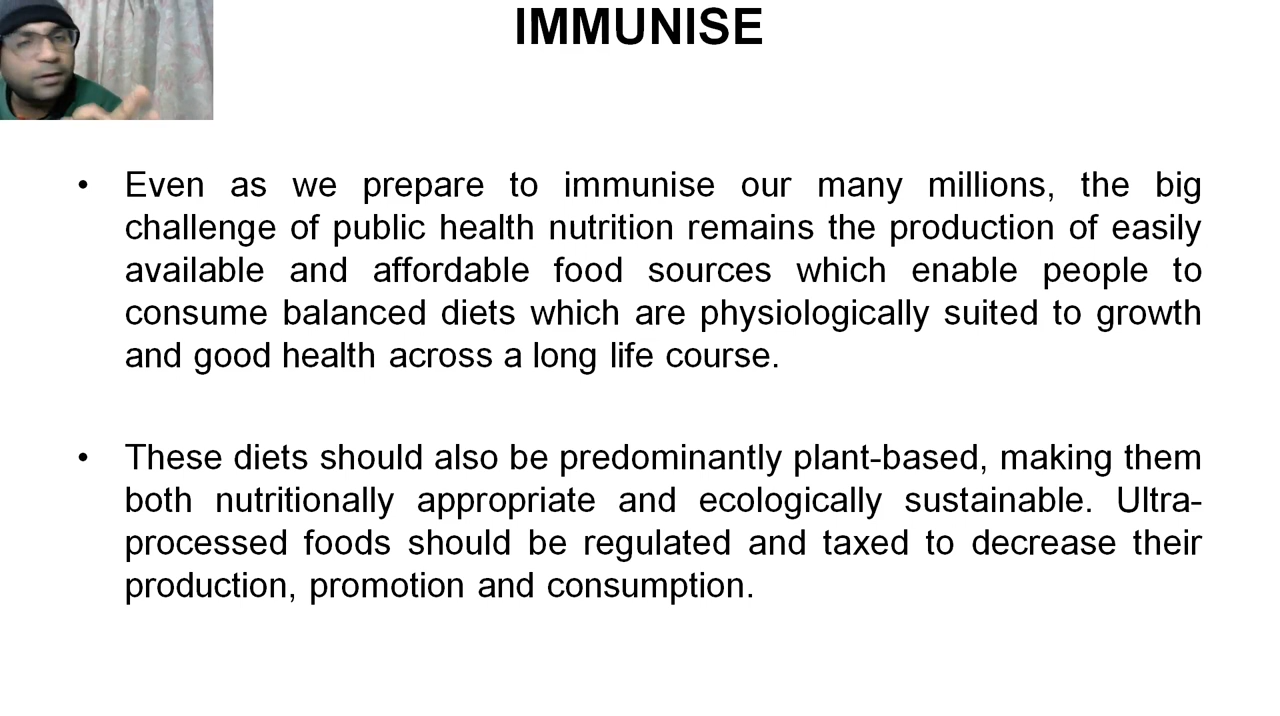 IMMUNISE
• Even as we prepare to immunise our many millions, the big
challenge of public health nutrition remains the production of easily
available and affordable food sources which enable people to
consume balanced diets which are physiologically suited to growth
and good health across a long life course.
• These diets should also be predominantly plant-based, making them
both nutritionally appropriate and ecologically sustainable. Ultra-
processed foods should be regulated and taxed to decrease their
production, promotion and consumption.